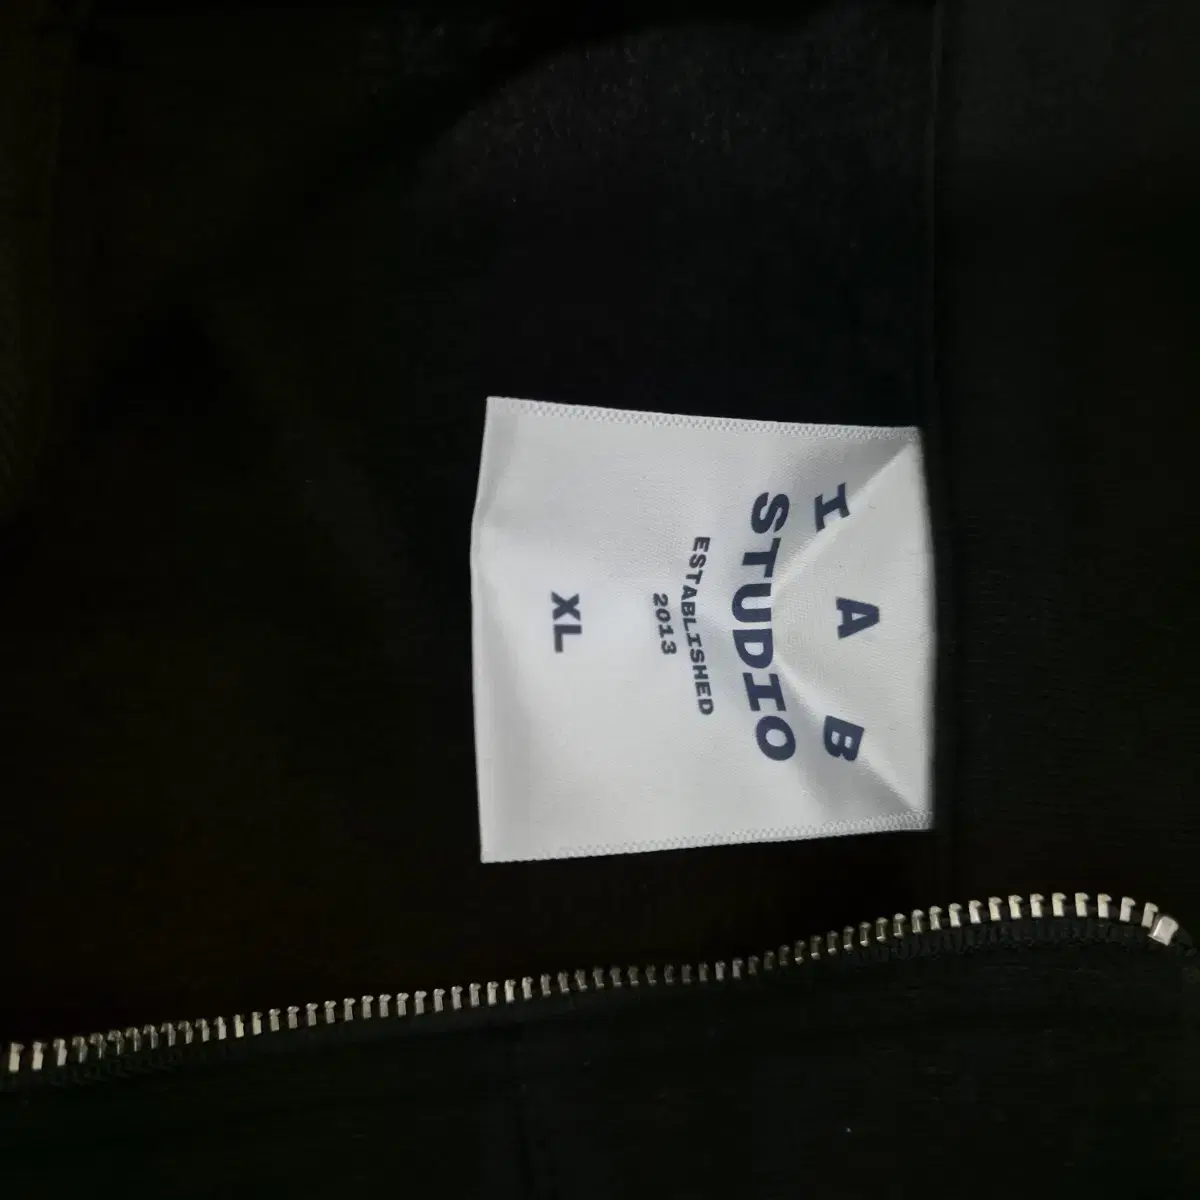 I A B
STUDIO
ESTABLISHED
2013
XL